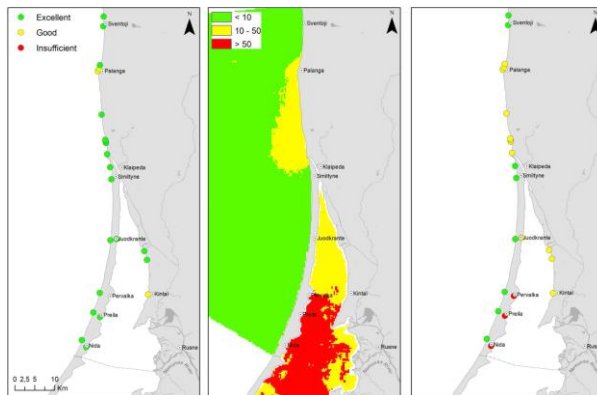 Excellent
Good
Insufficient
N
Sventoji
Palanga
Klaipeda
Smiltyne
Juodkrante
Pervalka
Kintai
Preila
Nida
Rusne
0 2,5 5 10
Km
< 10
10 - 50
> 50
N
Sventoji
Palanga
Klaipeda
Smiltyne
Juodkrante
Kintai
Preila
Nida
Rusne
N
Sventoji
Palanga
Klaipeda
Smiltyne
Juodkrante
Pervalka
Kintai
Preila
Nida
Rusne